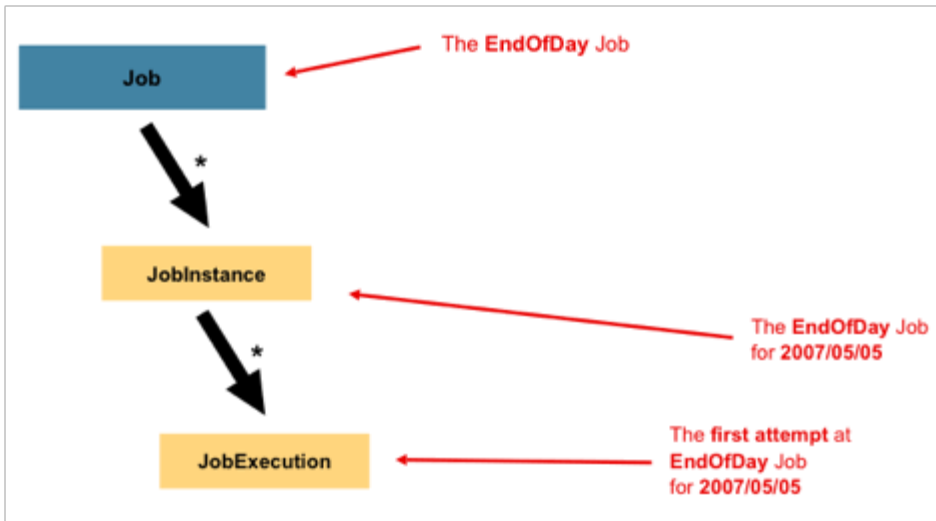 The EndOfDay Job
Job
*
JobInstance
*
The EndOfDay Job
for 2007/05/05
JobExecution
The first attempt at
EndOfDay Job
for 2007/05/05